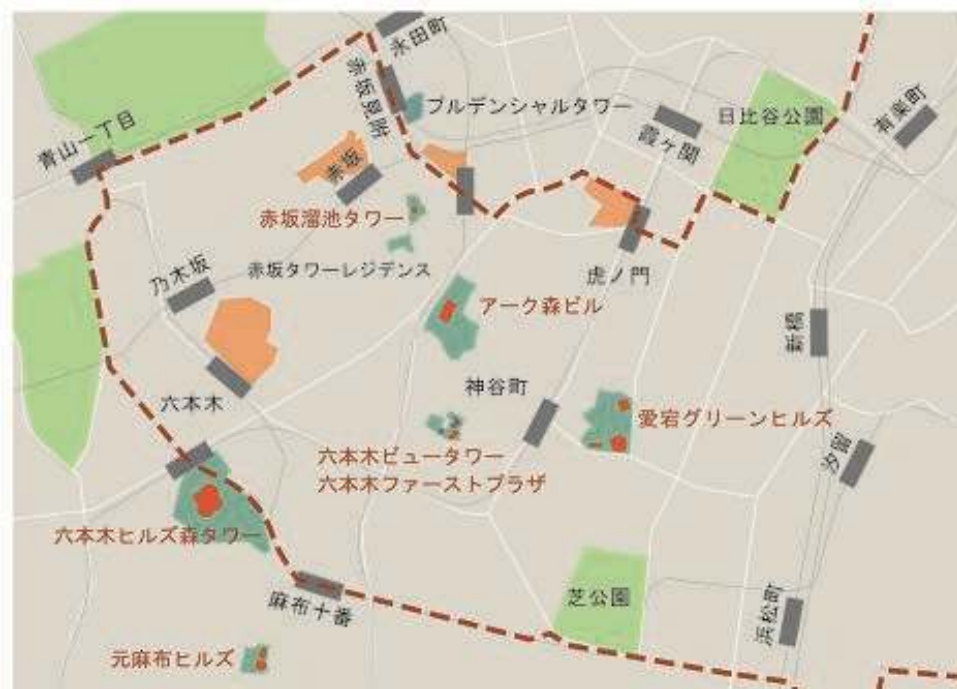 永田町
赤坂見附
プルデンシャルタワー
日比谷公園
有楽町
霞ヶ関
青山一丁目
赤坂
赤坂溜池タワー
赤坂タワーレジデンス
乃木坂
虎ノ門
アーク森ビル
新橋
神谷町
六本木
愛宕グリーンヒルズ
汐留
六本木ビュータワー
六本木ファーストプラザ
六本木ヒルズ森タワー
麻布十番
芝公園
浜松町
元麻布ヒルズ